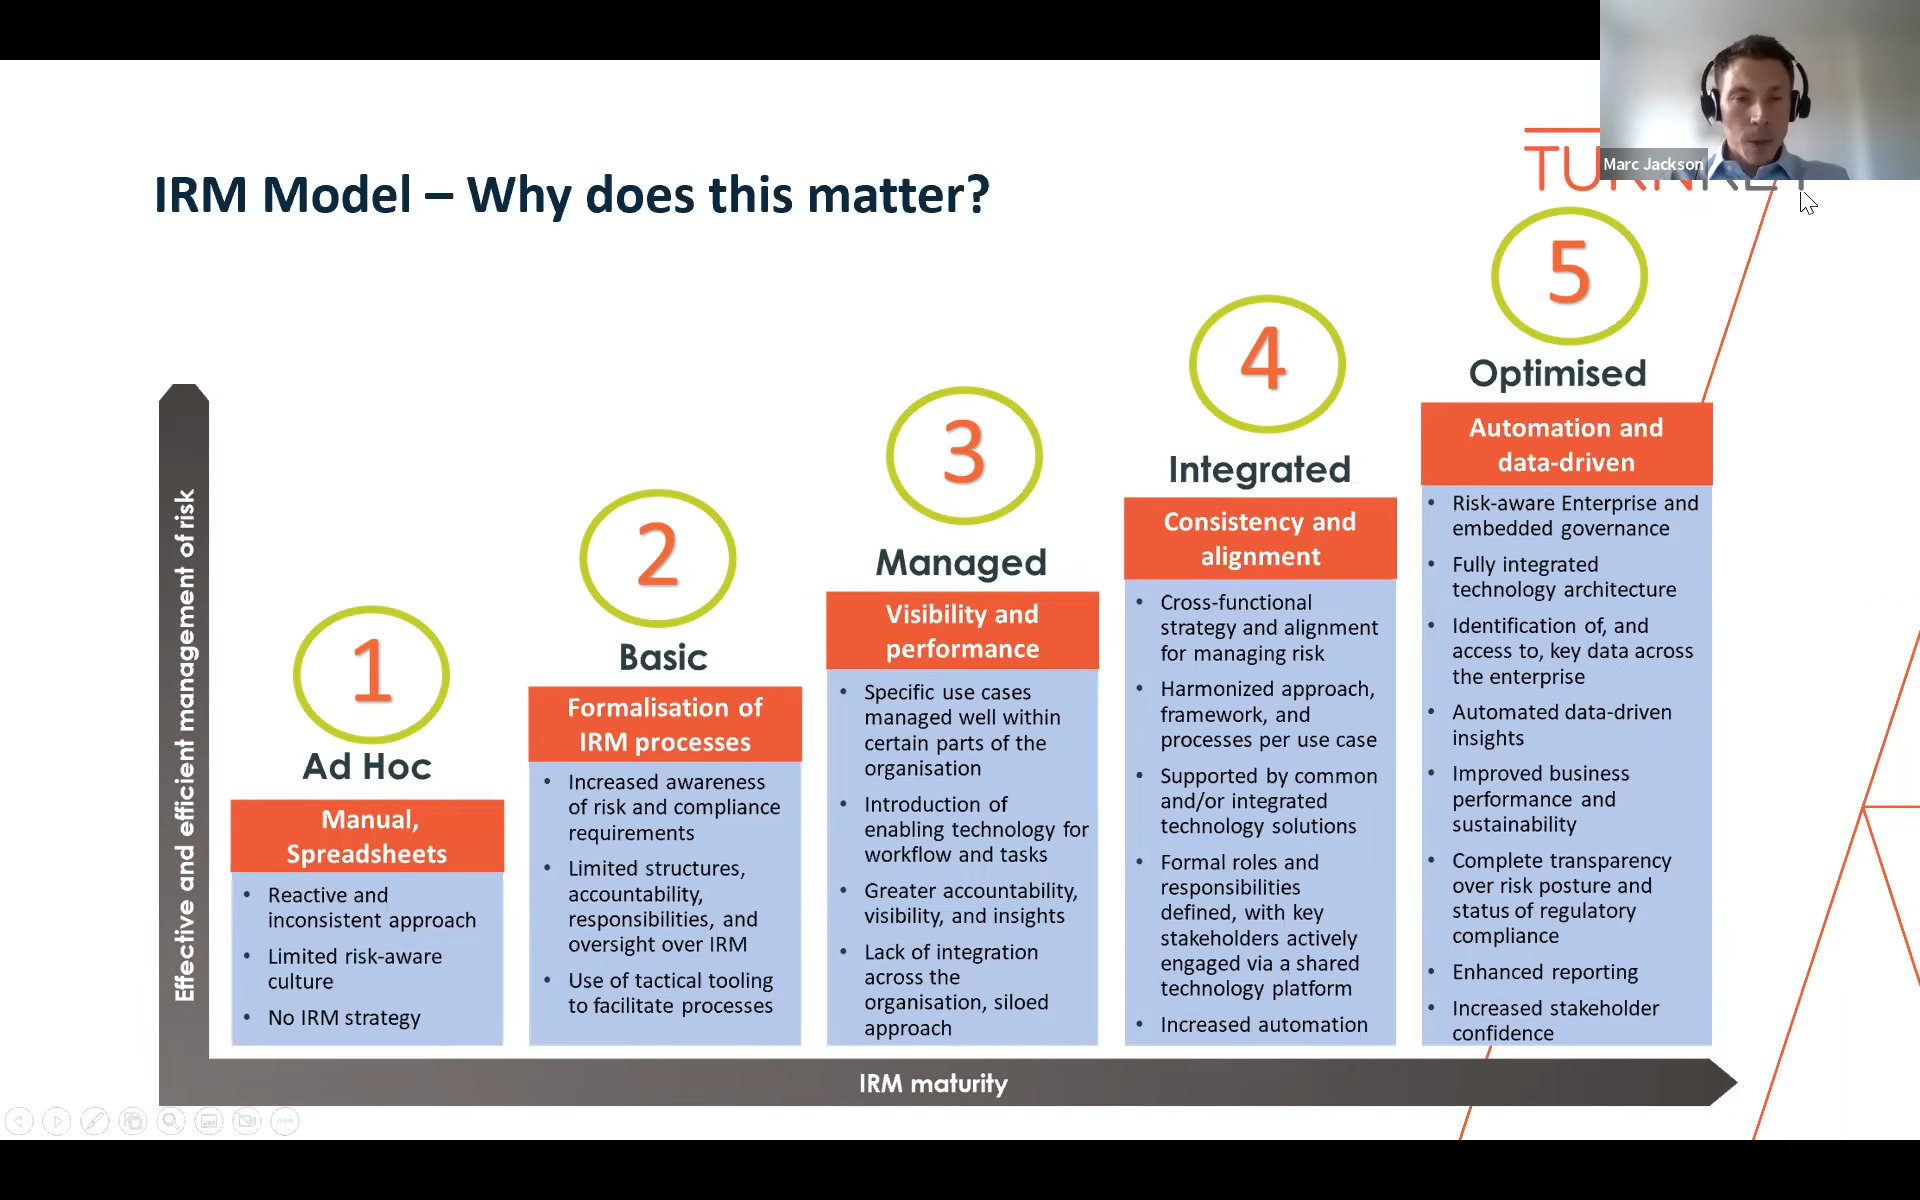 Marc Jackson
TURNKEY
IRM Model – Why does this matter?
Effective and efficient management of risk
1
Ad Hoc
Manual,
Spreadsheets
• Reactive and
inconsistent approach
• Limited risk-aware
culture
• No IRM strategy
2
Basic
Formalisation of
IRM processes
• Increased awareness
of risk and compliance
requirements
• Limited structures,
accountability,
responsibilities, and
oversight over IRM
• Use of tactical tooling
to facilitate processes
3
Managed
Visibility and
performance
• Specific use cases
managed well within
certain parts of the
organisation
• Introduction of
enabling technology for
workflow and tasks
• Greater accountability,
visibility, and insights
• Lack of integration
across the
organisation, siloed
approach
4
Integrated
Consistency and
alignment
• Cross-functional
strategy and alignment
for managing risk
• Harmonized approach,
framework, and
processes per use case
• Supported by common
and/or integrated
technology solutions
• Formal roles and
responsibilities
defined, with key
stakeholders actively
engaged via a shared
technology platform
• Increased automation
5
Optimised
Automation and
data-driven
• Risk-aware Enterprise and
embedded governance
• Fully integrated
technology architecture
• Identification of, and
access to, key data across
the enterprise
• Automated data-driven
insights
• Improved business
performance and
sustainability
• Complete transparency
over risk posture and
status of regulatory
compliance
• Enhanced reporting
• Increased stakeholder
confidence
IRM maturity